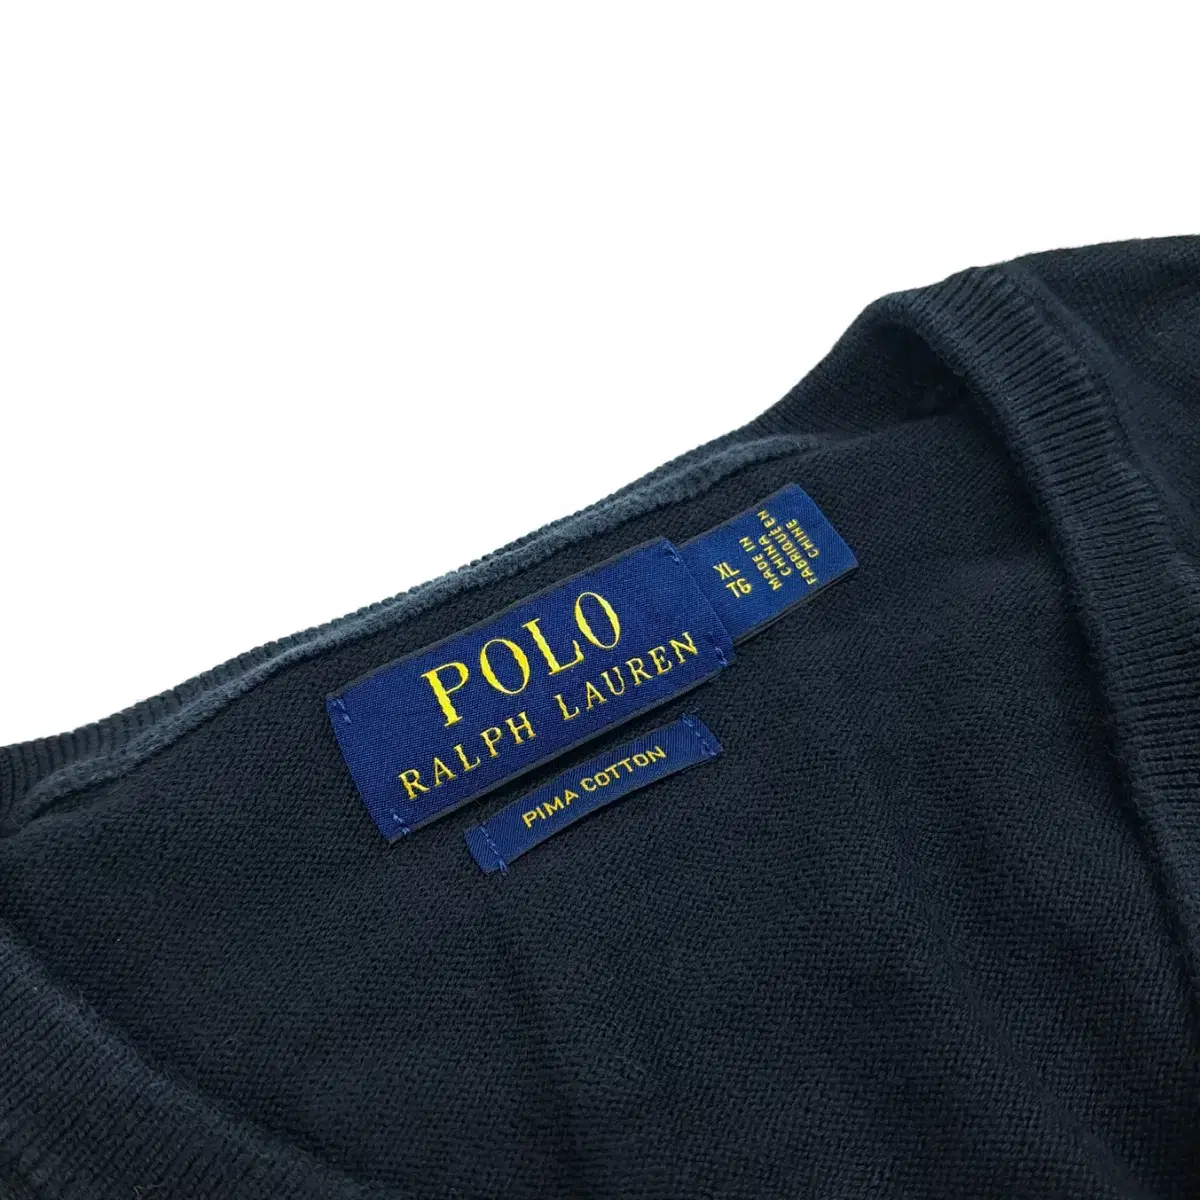 POLO
RALPH LAUREN
XL
TG
MADE IN
CHINA
FABRIQUÉ EN
CHINE
PIMA COTTON